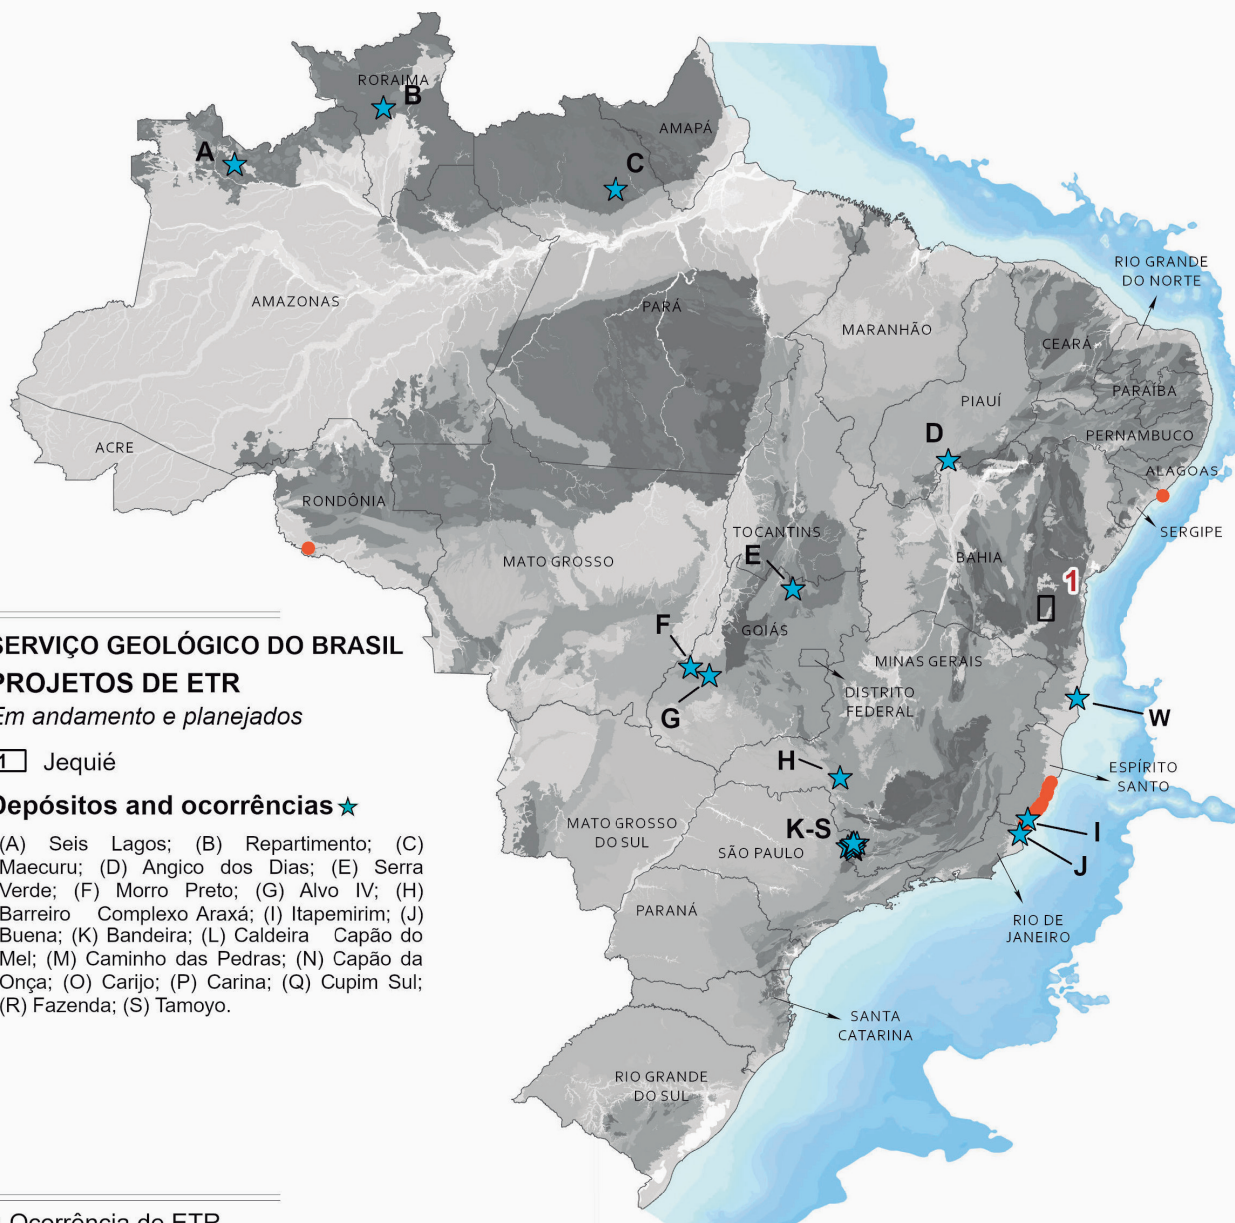 RORAIMA
B
AMAPÁ
A
C
RIO GRANDE
DO NORTE
AMAZONAS
PARÁ
MARANHÃO
CEARÁ
PARAÍBA
PIAUÍ
ACRE
D
PERNAMBUCO
ALAGOAS
RONDÔNIA
TOCANTINS
SERGIPE
MATO GROSSO
E
BAHIA
1
F
GOIÁS
MINAS GERAIS
DISTRITO
FEDERAL
G
W
H
ESPÍRITO
SANTO
MATO GROSSO
DO SUL
K-S
SÃO PAULO
I
J
PARANÁ
RIO DE
JANEIRO
SANTA
CATARINA
RIO GRANDE
DO SUL
SERVIÇO GEOLÓGICO DO BRASIL
PROJETOS DE ETR
Em andamento e planejados
1 Jequié
Depósitos and ocorrências
(A) Seis Lagos; (B) Repartimento; (C)
Maecuru; (D) Angico dos Dias; (E) Serra
Verde; (F) Morro Preto; (G) Alvo IV; (H)
Barreiro Complexo Araxá; (I) Itapemirim; (J)
Buena; (K) Bandeira; (L) Caldeira Capão do
Mel; (M) Caminho das Pedras; (N) Capão da
Onça; (O) Carijo; (P) Carina; (Q) Cupim Sul;
(R) Fazenda; (S) Tamoyo.
Ocorrência de ETR